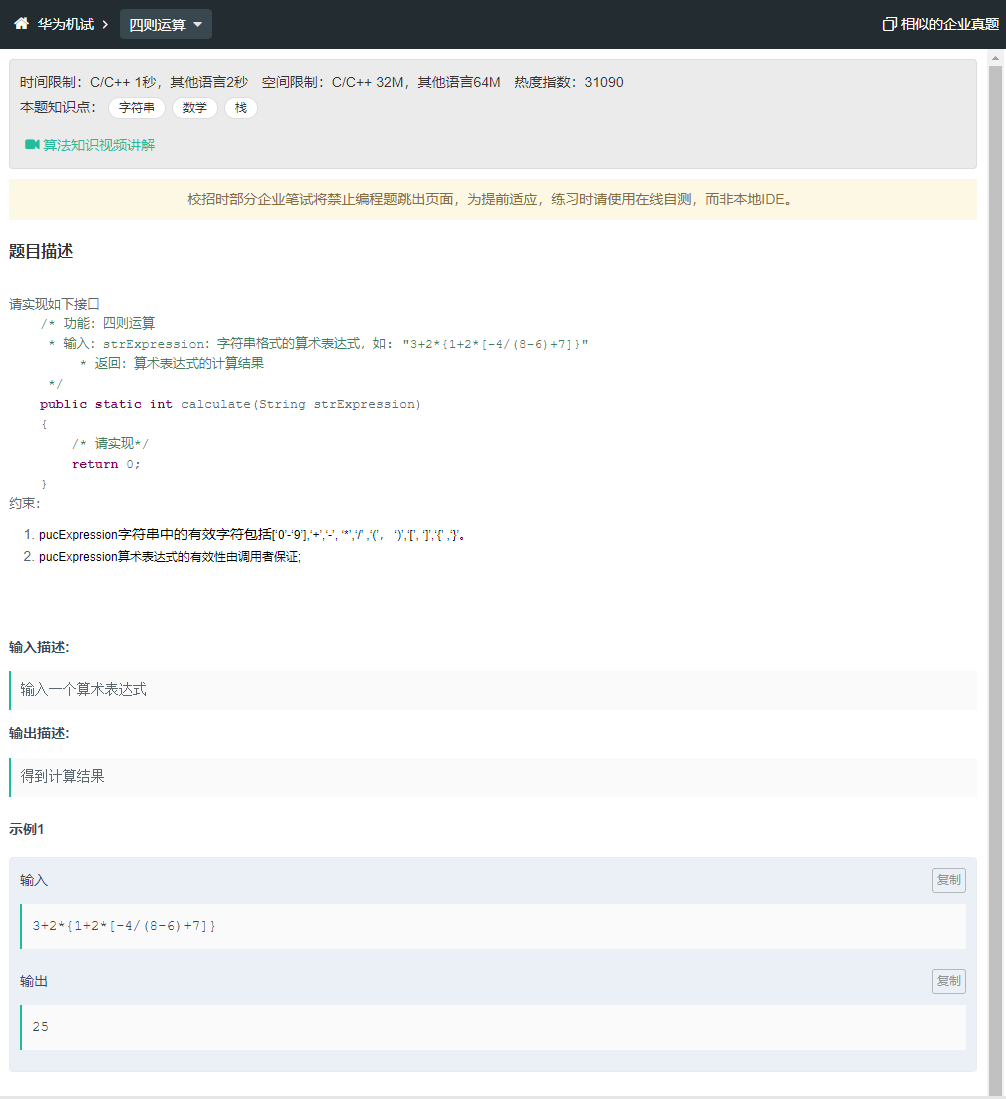 华为机试 四则运算 相似的企业真题
时间限制：C/C++ 1秒，其他语言2秒 空间限制：C/C++ 32M，其他语言64M 热度指数：31090
本题知识点： 字符串 数学 栈
算法知识视频讲解
校招时部分企业笔试将禁止编程题跳出页面，为提前适应，练习时请使用在线自测，而非本地IDE。
题目描述
请实现如下接口
/* 功能：四则运算
* 输入：strExpression：字符串格式的算术表达式，如: "3+2*{1+2*[-4/(8-6)+7]}"
* 返回：算术表达式的计算结果
*/
public static int calculate(String strExpression)
{
/* 请实现*/
return 0;
}
约束：
1. pucExpression字符串中的有效字符包括[‘0’-‘9’],‘+’,‘-’, ‘*’,‘/’ ,‘(’， ‘)’,‘[’, ‘]’,‘{’ ,‘}’。
2. pucExpression算术表达式的有效性由调用者保证;
输入描述:
输入一个算术表达式
输出描述:
得到计算结果
示例1
输入 复制
3+2*{1+2*[-4/(8-6)+7]}
输出 复制
25